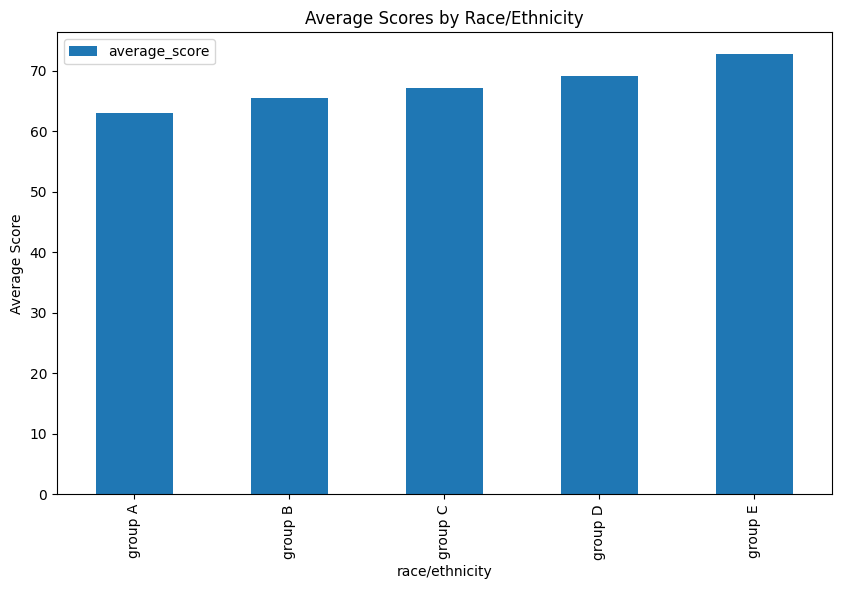 Average Scores by Race/Ethnicity
average_score
Average Score
70
60
50
40
30
20
10
0
group A
group B
group C
group D
group E
race/ethnicity